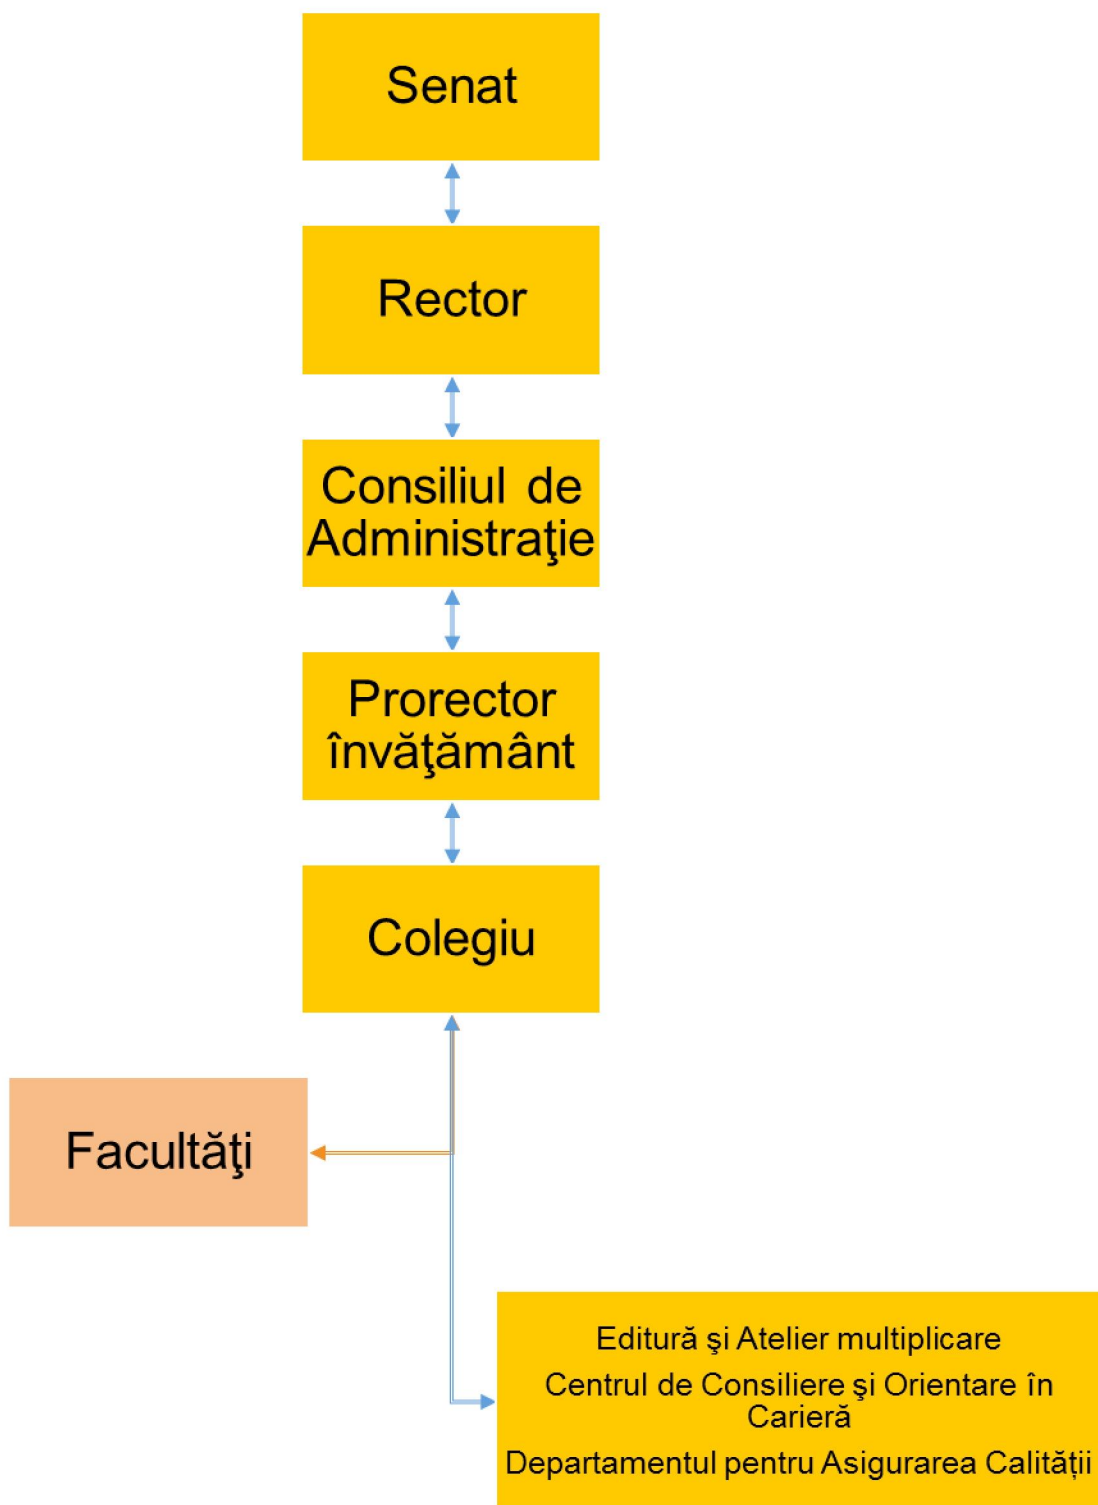 Senat
Rector
Consiliul de
Administraţie
Prorector
învăţământ
Colegiu
Facultăţi
Editură şi Atelier multiplicare
Centrul de Consiliere şi Orientare în
Carieră
Departamentul pentru Asigurarea Calității